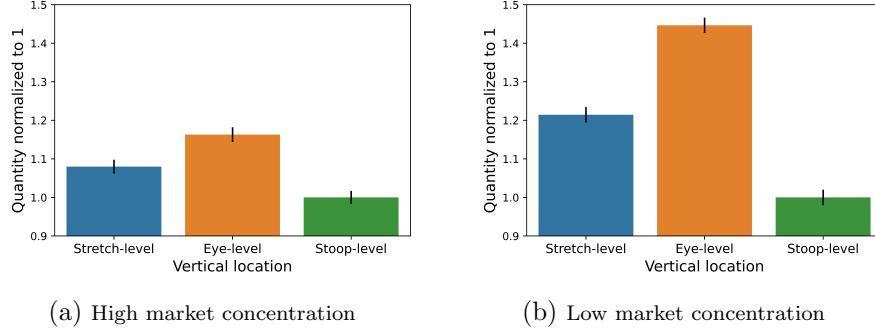 Quantity normalized to 1
1.5
1.4
1.3
1.2
1.1
1.0
0.9
Stretch-level Eye-level Stoop-level
Vertical location
(a) High market concentration
Quantity normalized to 1
1.5
1.4
1.3
1.2
1.1
1.0
0.9
Stretch-level Eye-level Stoop-level
Vertical location
(b) Low market concentration